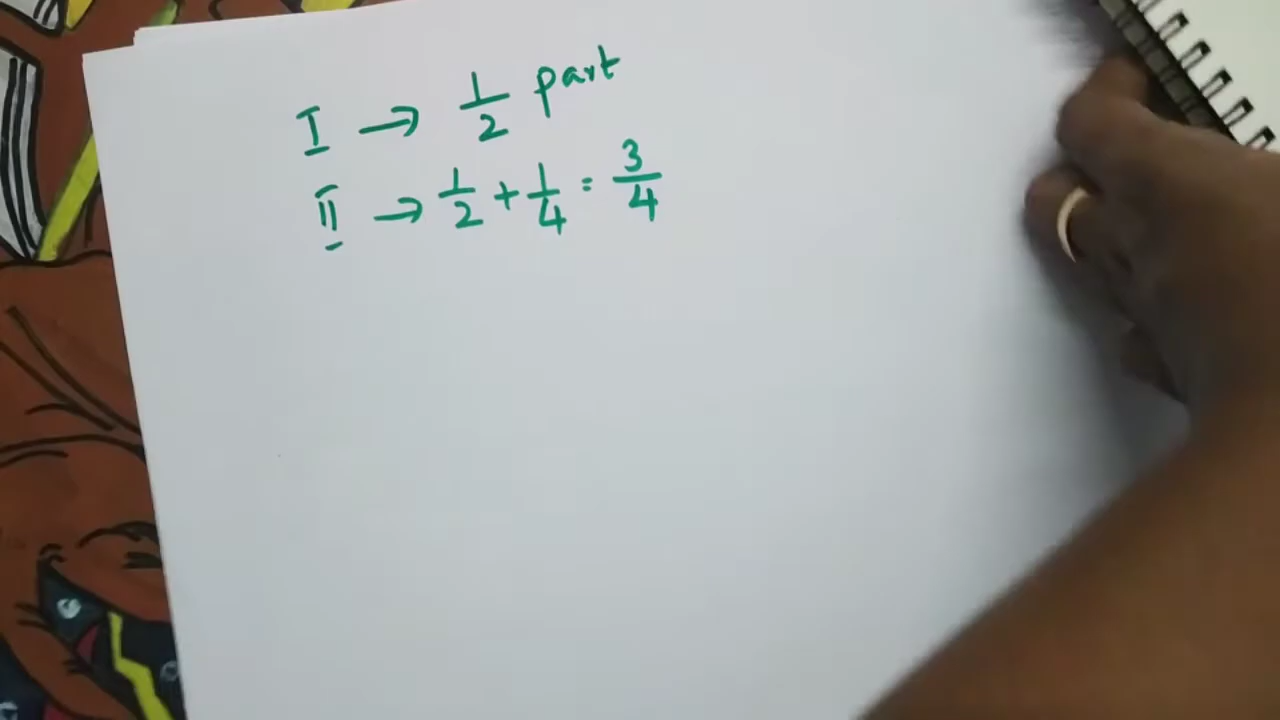 I → 1/2 part
II → 1/2 + 1/4 = 3/4